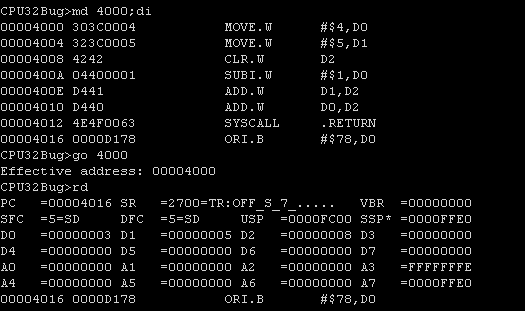 CPU32Bug>md 4000;di
00004000 303C0004 MOVE.W #$4,D0
00004004 323C0005 MOVE.W #$5,D1
00004008 4242 CLR.W D2
0000400A 04400001 SUBI.W #$1,D0
0000400E D441 ADD.W D1,D2
00004010 D440 ADD.W D0,D2
00004012 4E4F0063 SYSCALL .RETURN
00004016 0000D178 ORI.B #$78,D0
CPU32Bug>go 4000
Effective address: 00004000
CPU32Bug>rd
PC =00004016 SR =2700=TR:OFF_S_7_..... VBR =00000000
SFC =5=SD DFC =5=SD USP =0000FC00 SSP* =0000FFE0
D0 =00000003 D1 =00000005 D2 =00000008 D3 =00000000
D4 =00000000 D5 =00000000 D6 =00000000 D7 =00000000
A0 =00000000 A1 =00000000 A2 =00000000 A3 =FFFFFFFE
A4 =00000000 A5 =00000000 A6 =00000000 A7 =0000FFE0
00004016 0000D178 ORI.B #$78,D0